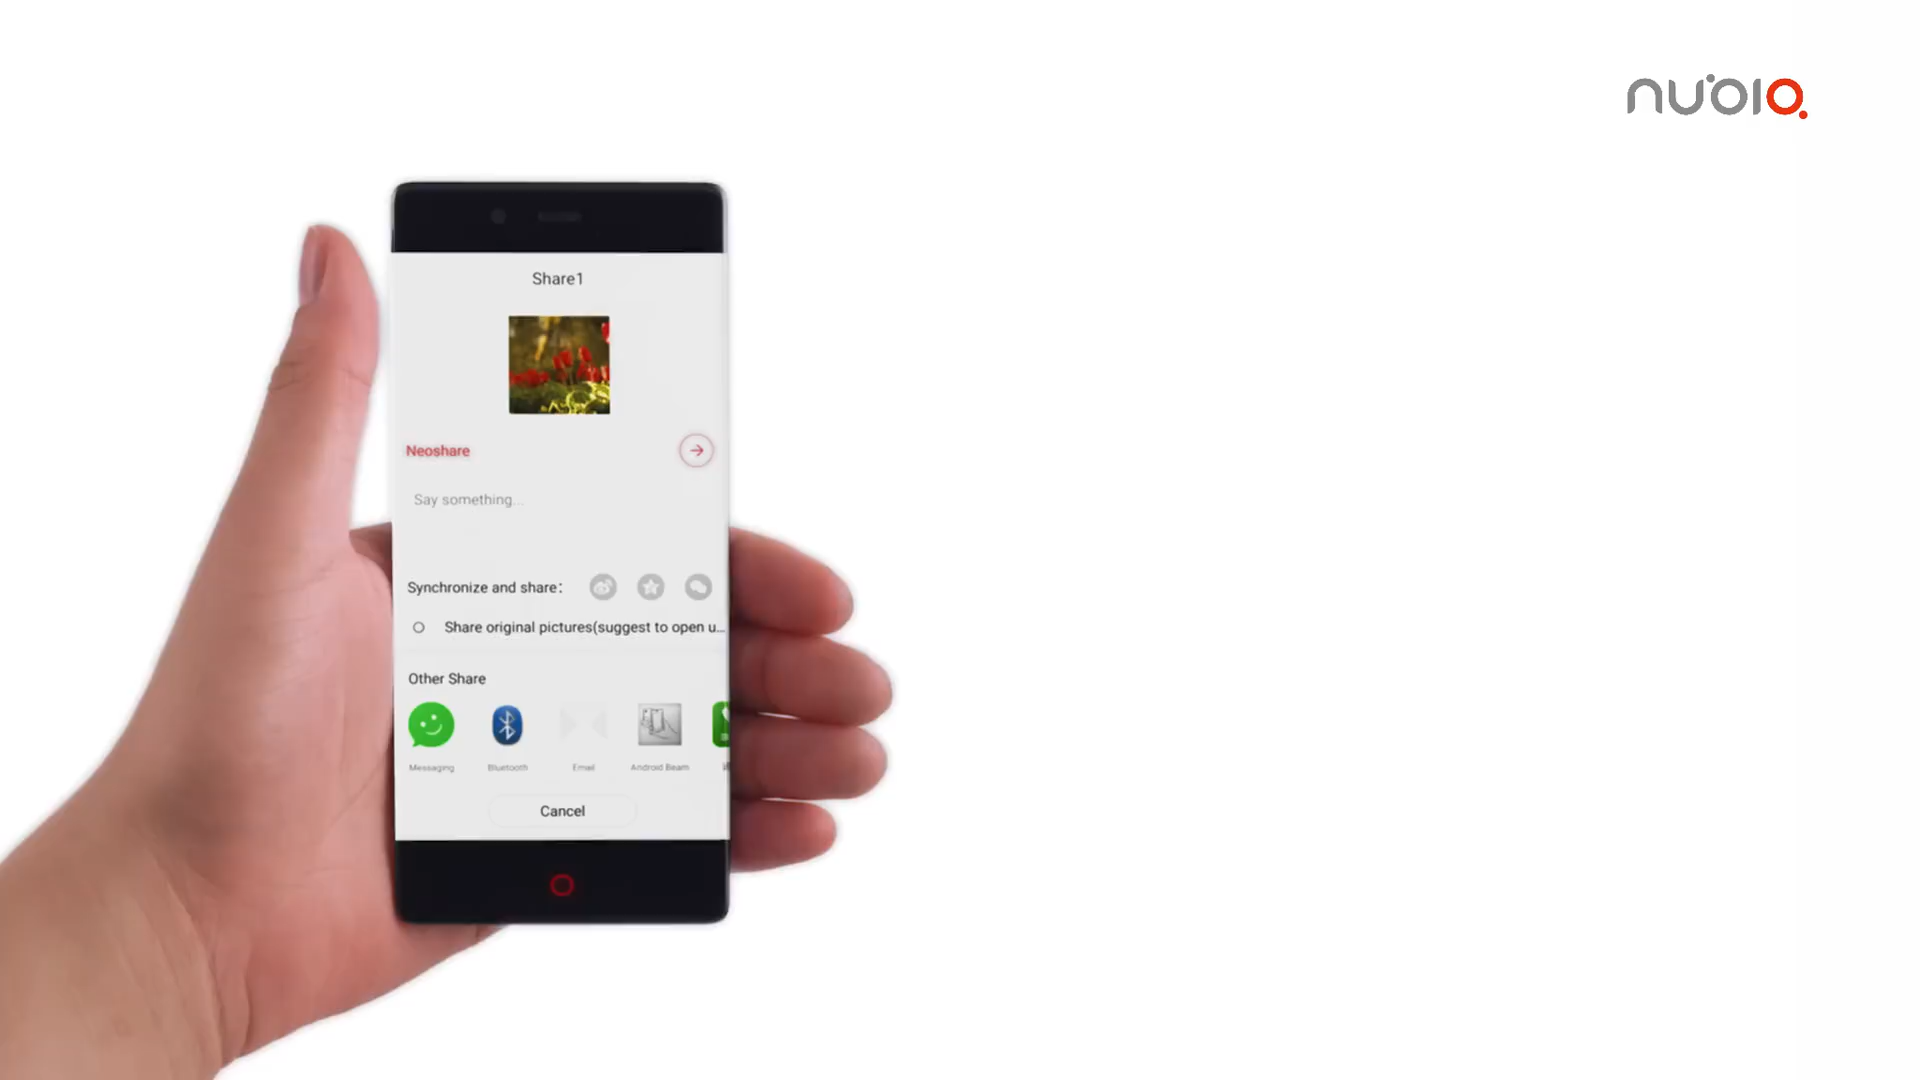 nubia
Share1
Neoshare
Say something...
Synchronize and share:
Share original pictures(suggest to open u...
Other Share
Messaging
Bluetooth
Email
Android Beam
Cancel